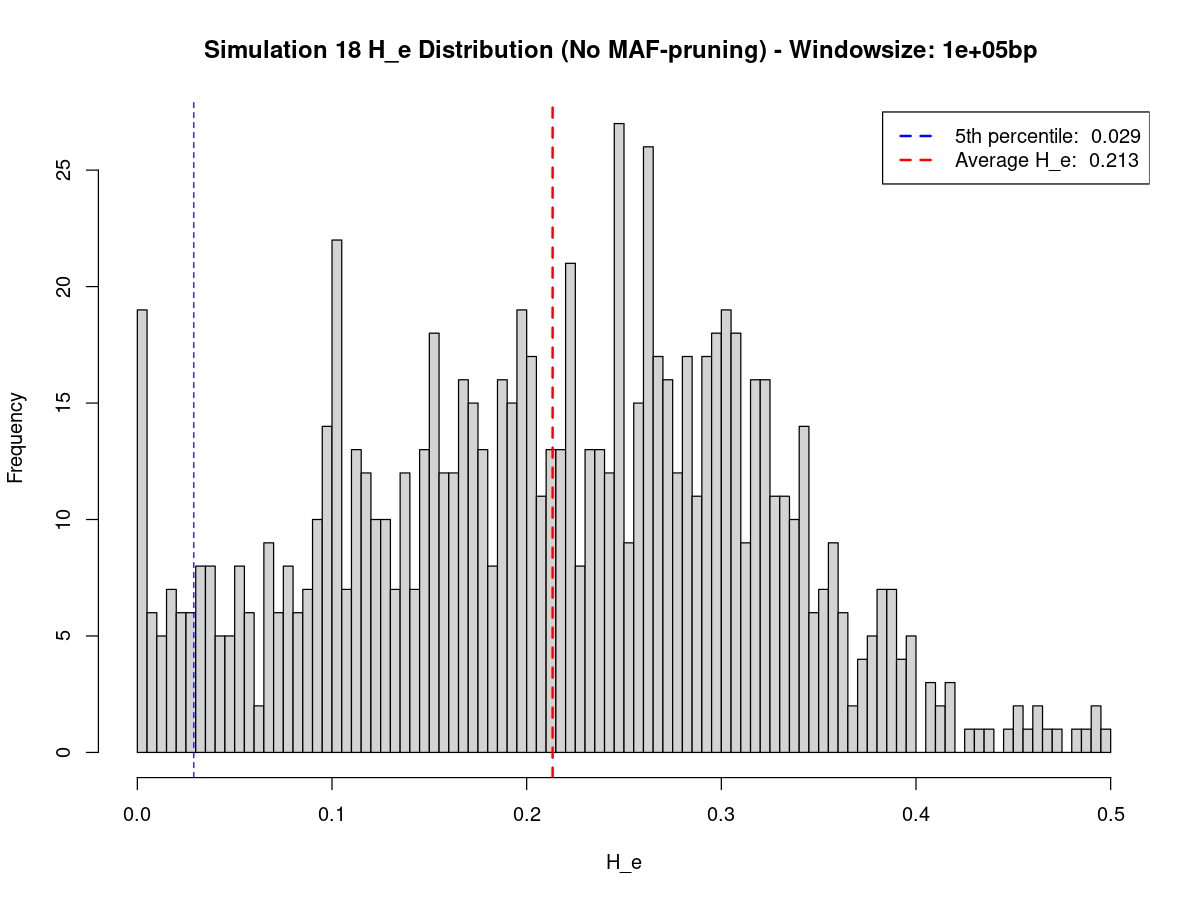 Simulation 18 H_e Distribution (No MAF-pruning) - Windowsize: 1e+05bp
5th percentile:  0.029
Average H_e:  0.213
Frequency
25
20
15
10
5
0
0.0 0.1 0.2 0.3 0.4 0.5
H_e